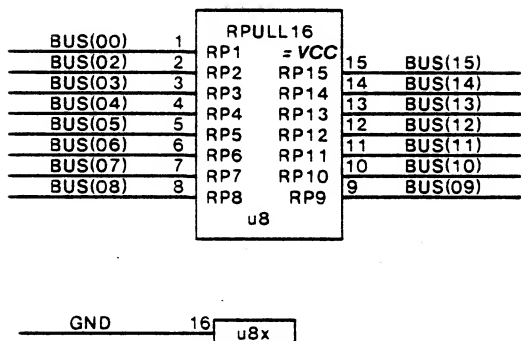 RPULL16
=VCC
BUS(00) 1 RP1
BUS(02) 2 RP2 RP15 15 BUS(15)
BUS(03) 3 RP3 RP14 14 BUS(14)
BUS(04) 4 RP4 RP13 13 BUS(13)
BUS(05) 5 RP5 RP12 12 BUS(12)
BUS(06) 6 RP6 RP11 11 BUS(11)
BUS(07) 7 RP7 RP10 10 BUS(10)
BUS(08) 8 RP8 RP9 9 BUS(09)
u8
GND 16 u8x